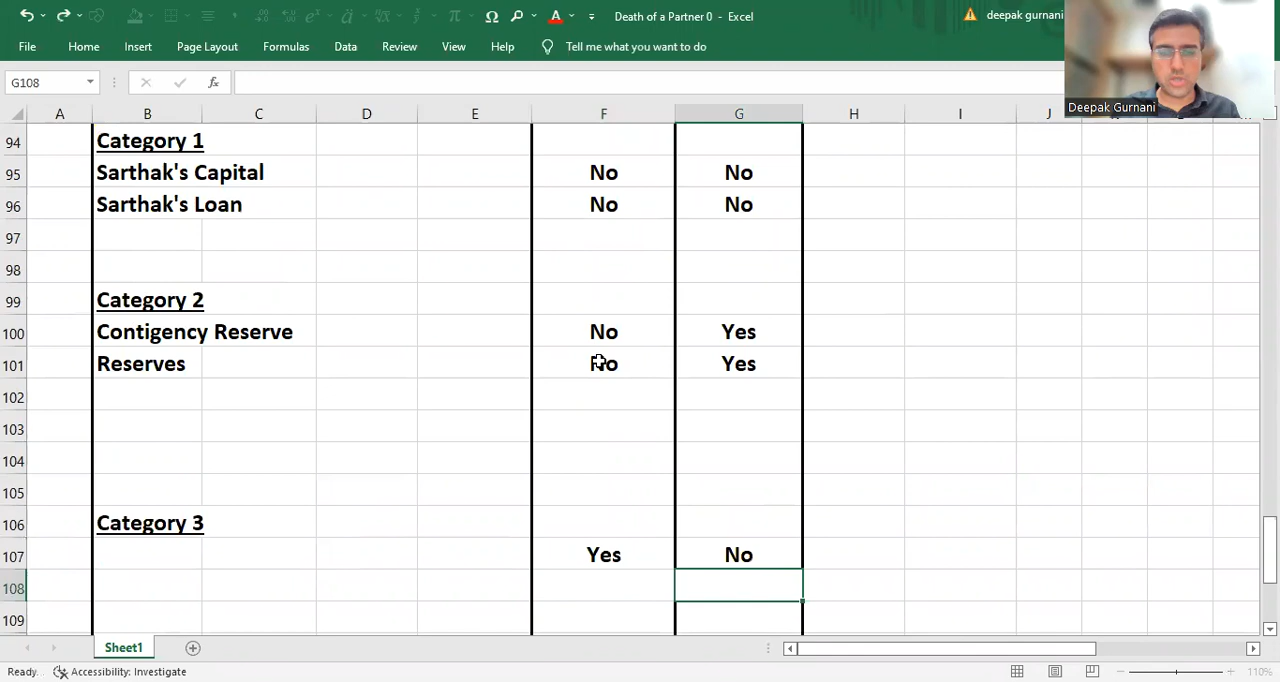 Death of a Partner 0 - Excel
deepak gurnani
File Home Insert Page Layout Formulas Data Review View Help Tell me what you want to do
Deepak Gurnani
G108 fx
A B C D E F G H I J
94 Category 1
95 Sarthak's Capital No No
96 Sarthak's Loan No No
97
98
99 Category 2
100 Contigency Reserve No Yes
101 Reserves No Yes
102
103
104
105
106 Category 3
107 Yes No
108
109
Sheet1
Ready Accessibility: Investigate 110%